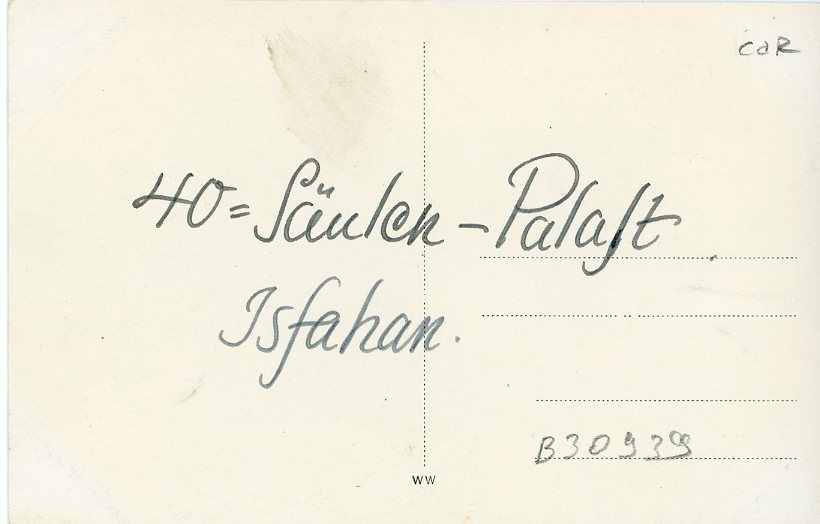 CdR
40=Säulen-Palaſt
Isfahan.
B30939
WW